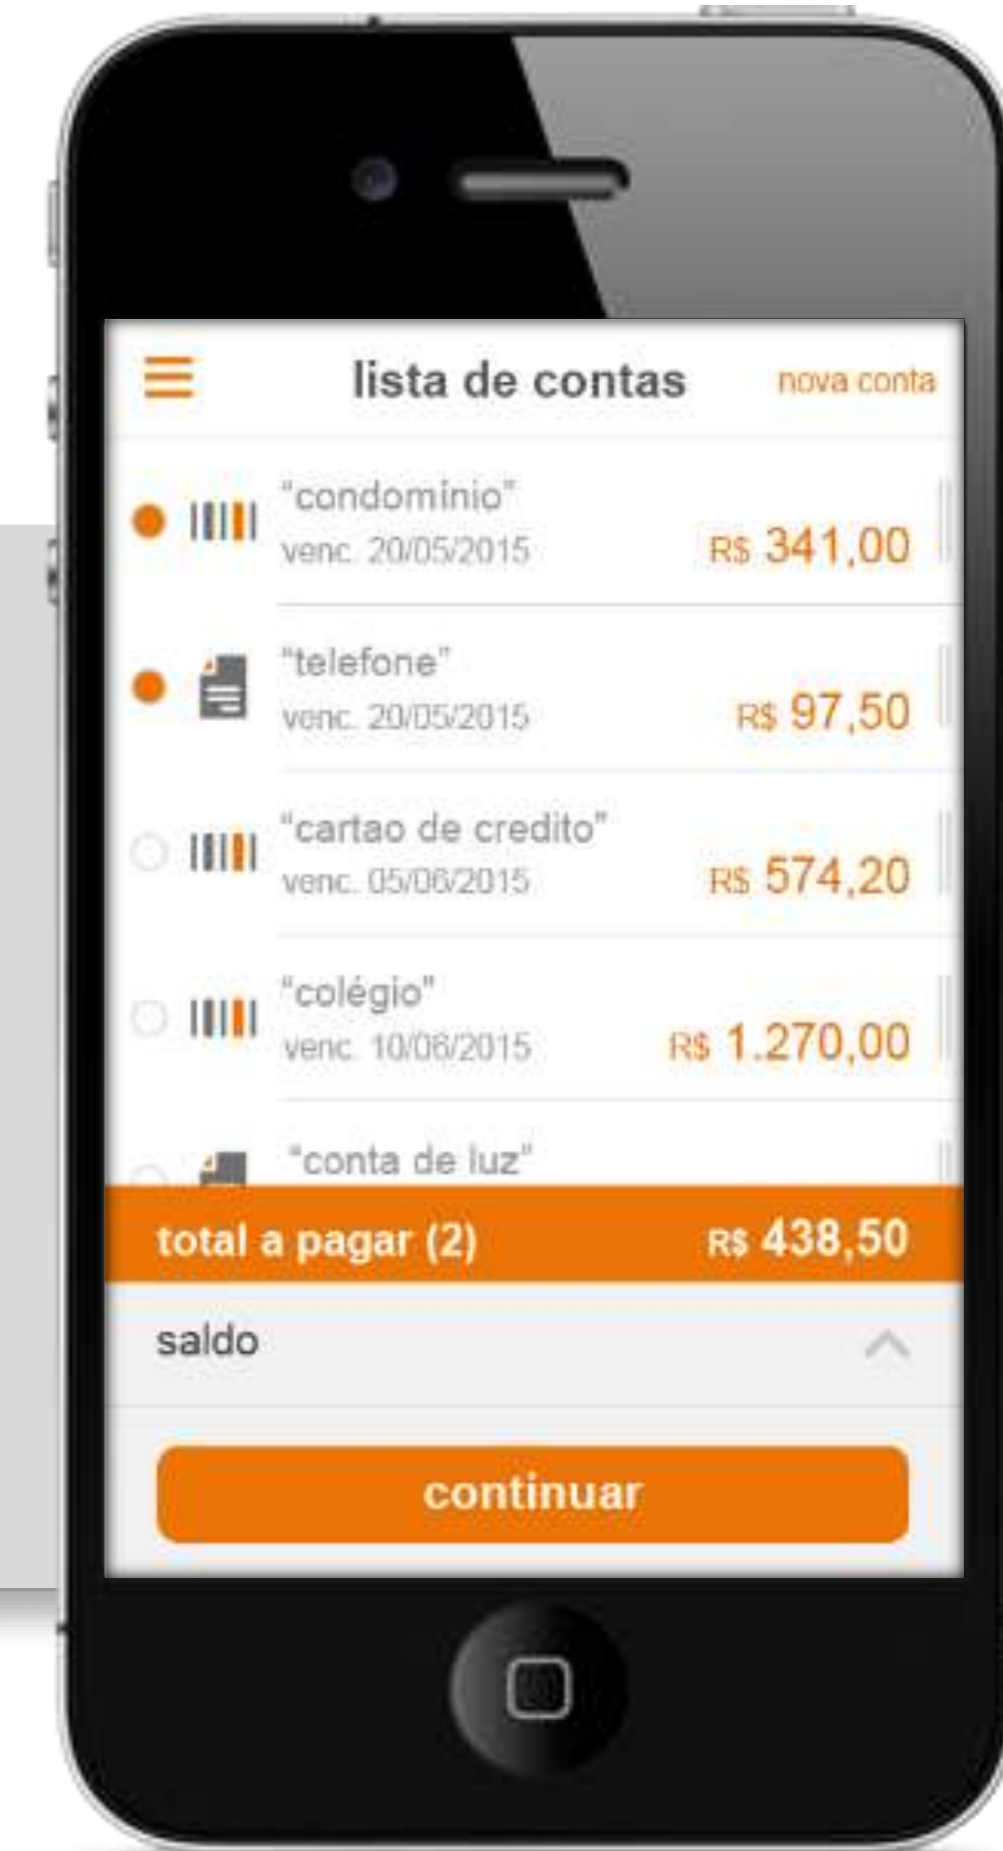 lista de contas
nova conta
"condomínio"
venc. 20/05/2015
R$ 341,00
"telefone"
venc. 20/05/2015
R$ 97,50
"cartao de credito"
venc. 05/06/2015
R$ 574,20
"colégio"
venc. 10/06/2015
R$ 1.270,00
"conta de luz"
total a pagar (2)
R$ 438,50
saldo
continuar